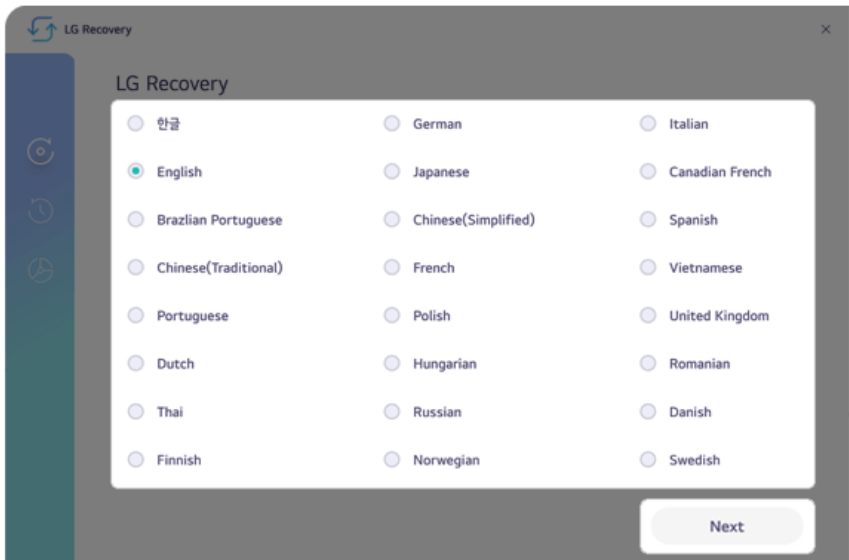 LG Recovery
LG Recovery
한글 German Italian
English Japanese Canadian French
Brazlian Portuguese Chinese(Simplified) Spanish
Chinese(Traditional) French Vietnamese
Portuguese Polish United Kingdom
Dutch Hungarian Romanian
Thai Russian Danish
Finnish Norwegian Swedish
Next